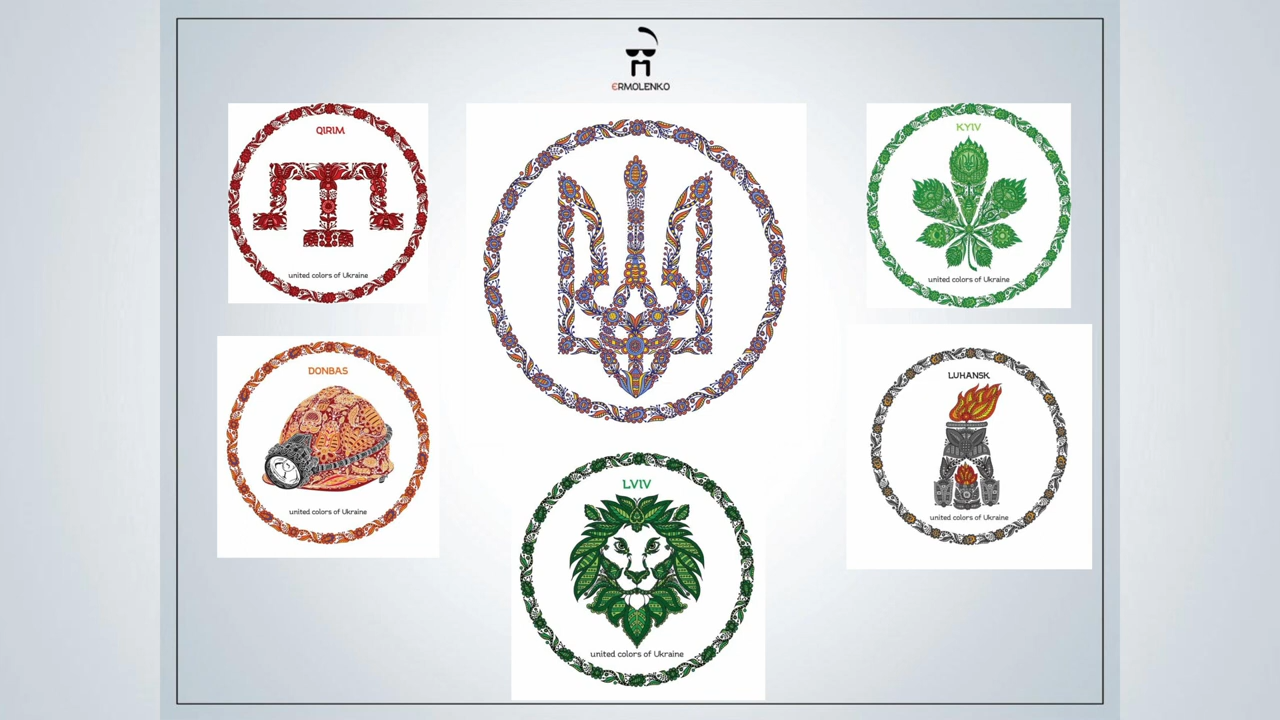 ЄRMOLENKO
QIRIM
united colors of Ukraine
KYIV
united colors of Ukraine
DONBAS
united colors of Ukraine
LUHANSK
united colors of Ukraine
LVIV
united colors of Ukraine